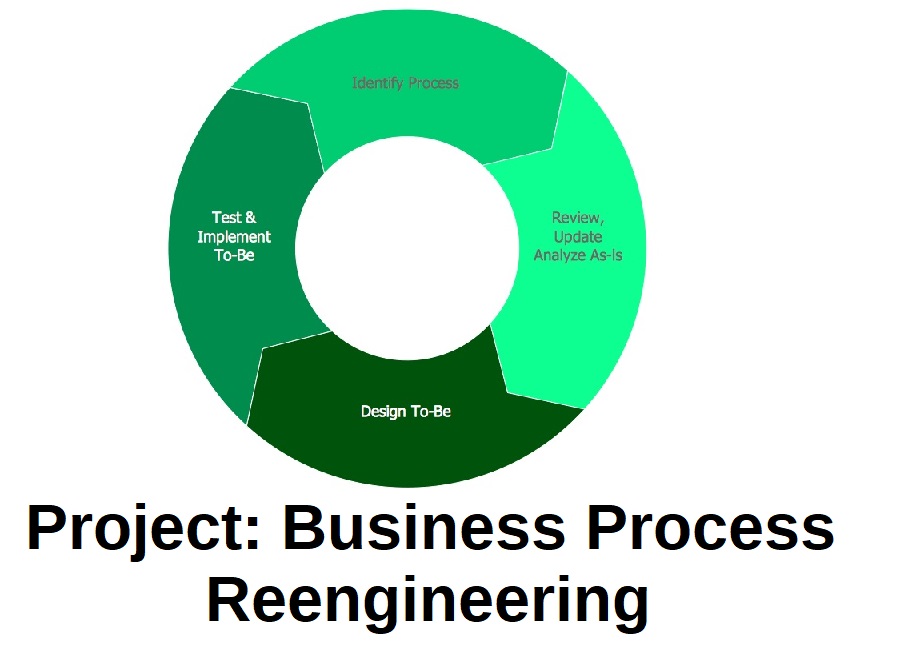 Identify Process
Review,
Update
Analyze As-Is
Design To-Be
Test &
Implement
To-Be
Project: Business Process
Reengineering